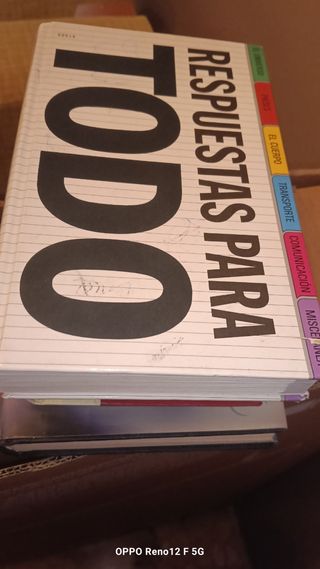 RESPUESTAS PARA
TODO
EL CUERPO
TRANSPORTE
COMUNICACIÓN
OPPO Reno12 F 5G